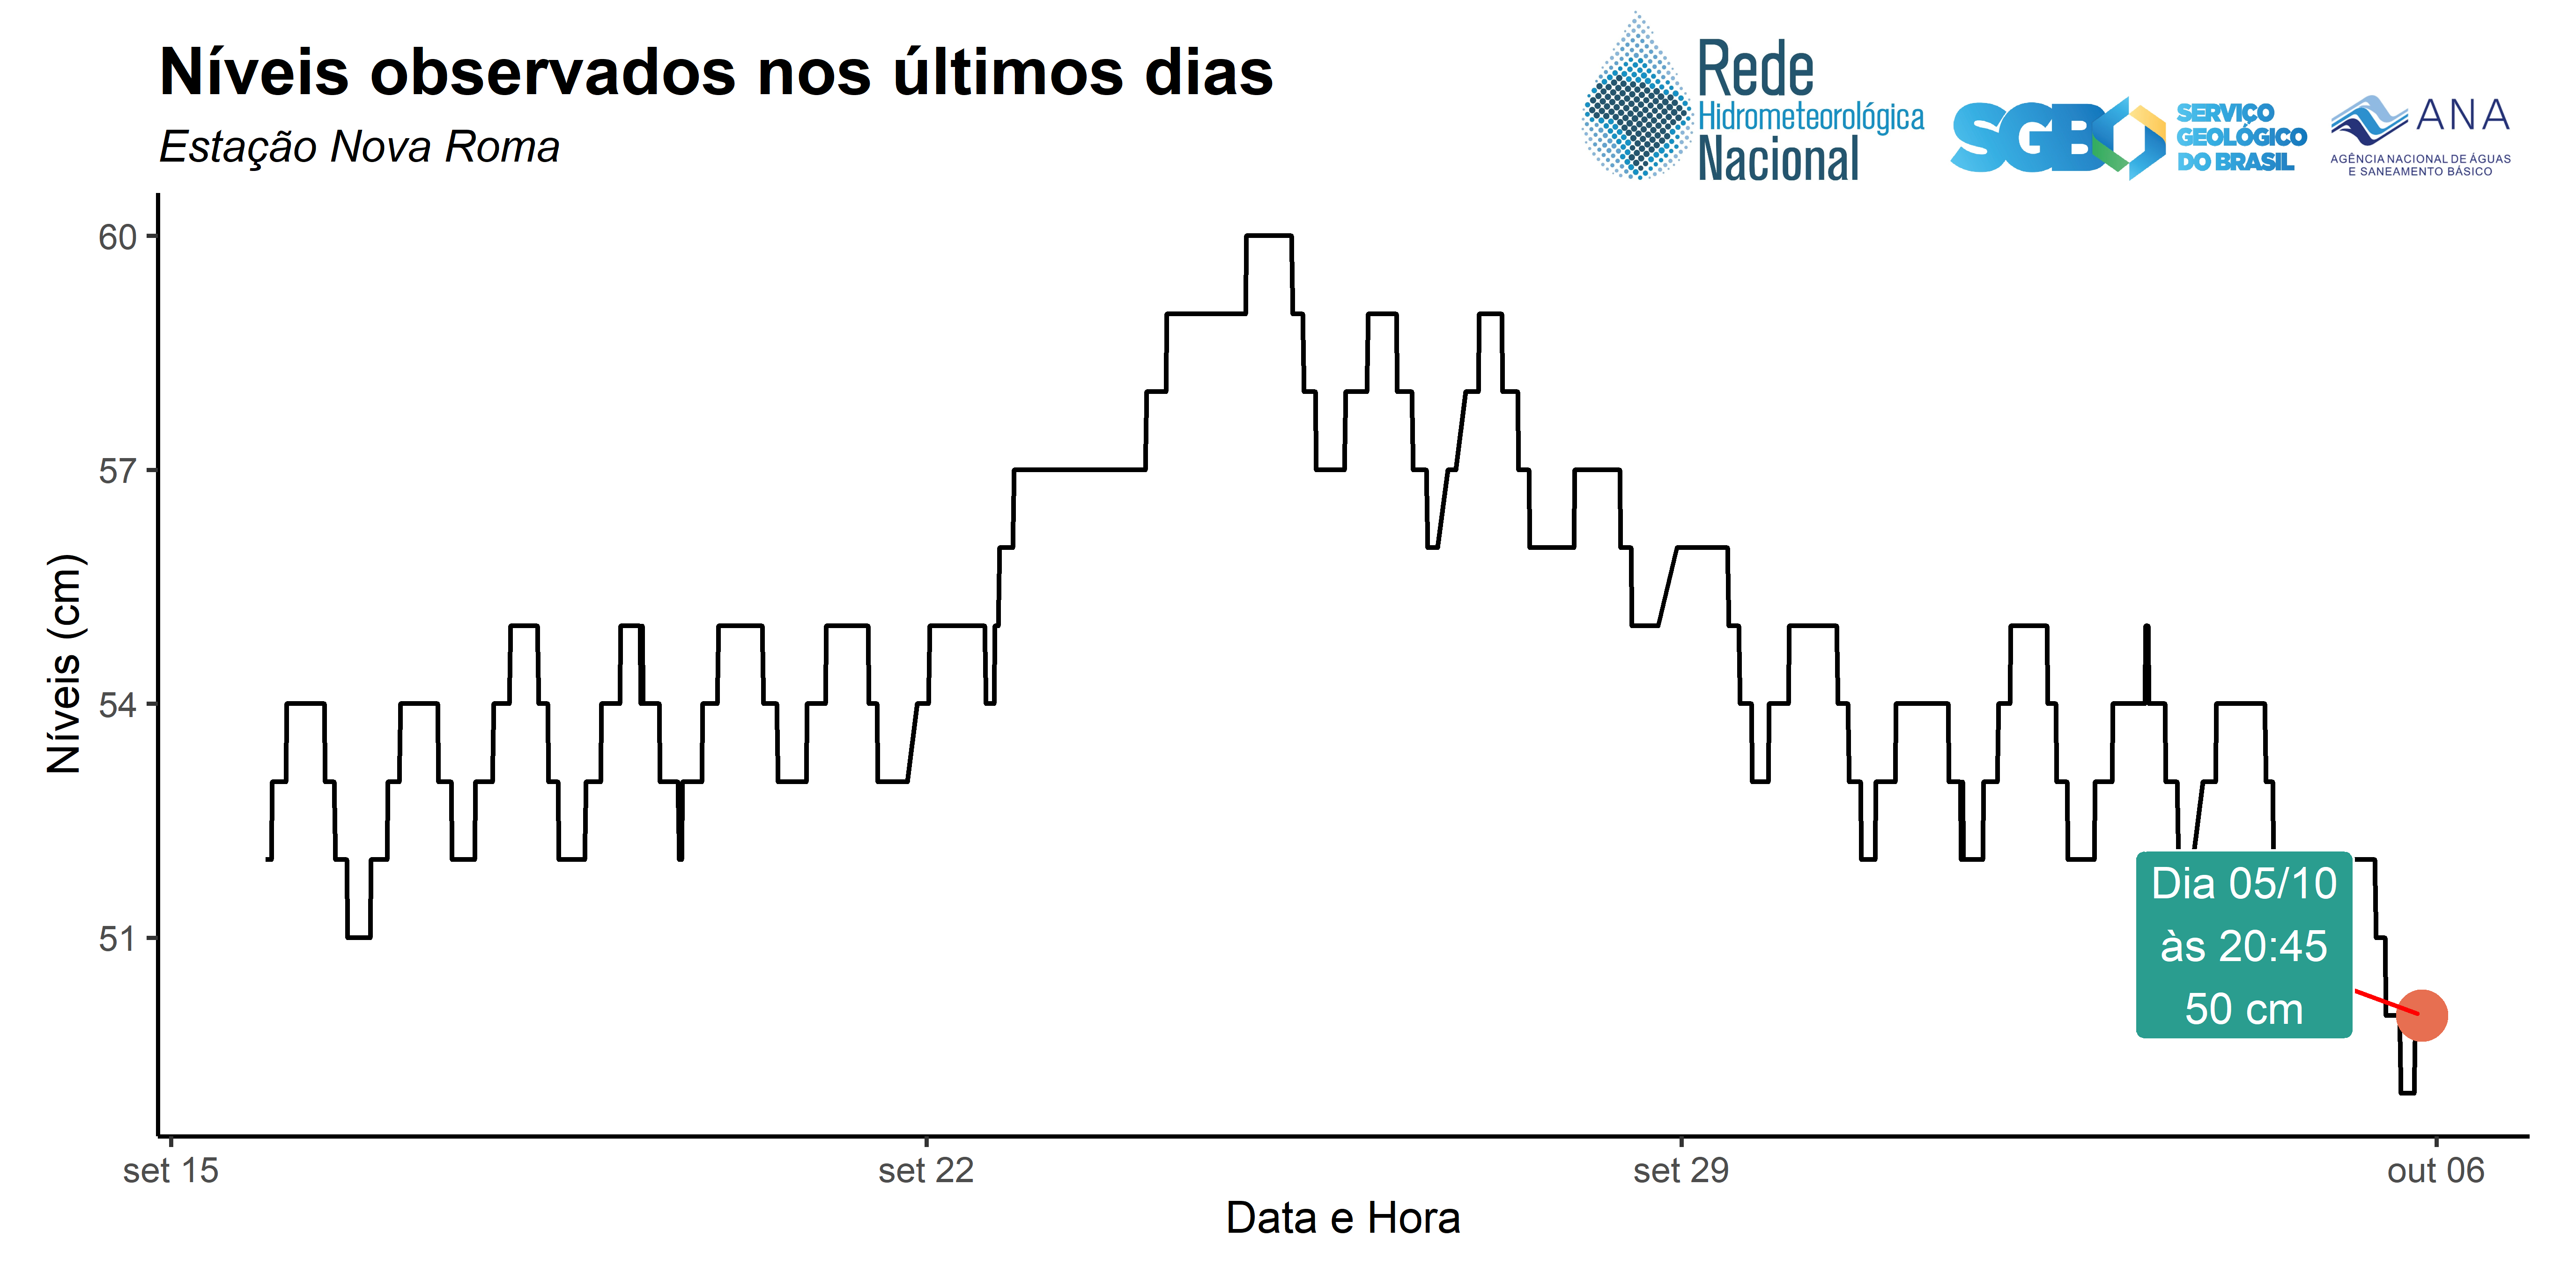 Níveis observados nos últimos dias
Estação Nova Roma
Rede
Hidrometeorológica
Nacional
SGB
SERVIÇO
GEOLÓGICO
DO BRASIL
ANA
AGÊNCIA NACIONAL DE ÁGUAS
E SANEAMENTO BÁSICO
Níveis (cm)
60
57
54
51
Dia 05/10
às 20:45
50 cm
set 15
set 22
set 29
out 06
Data e Hora